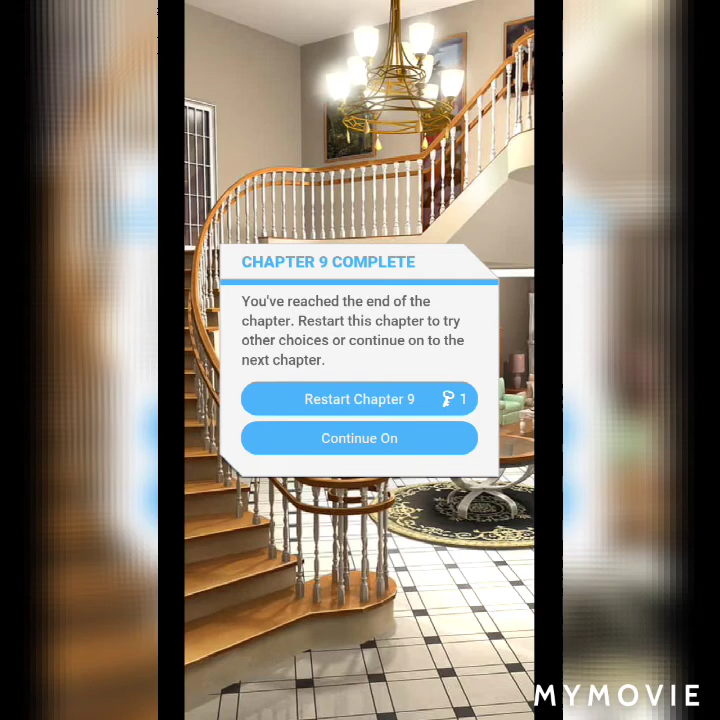 CHAPTER 9 COMPLETE
You've reached the end of the
chapter. Restart this chapter to try
other choices or continue on to the
next chapter.
Restart Chapter 9 1
Continue On
MYMOVIE